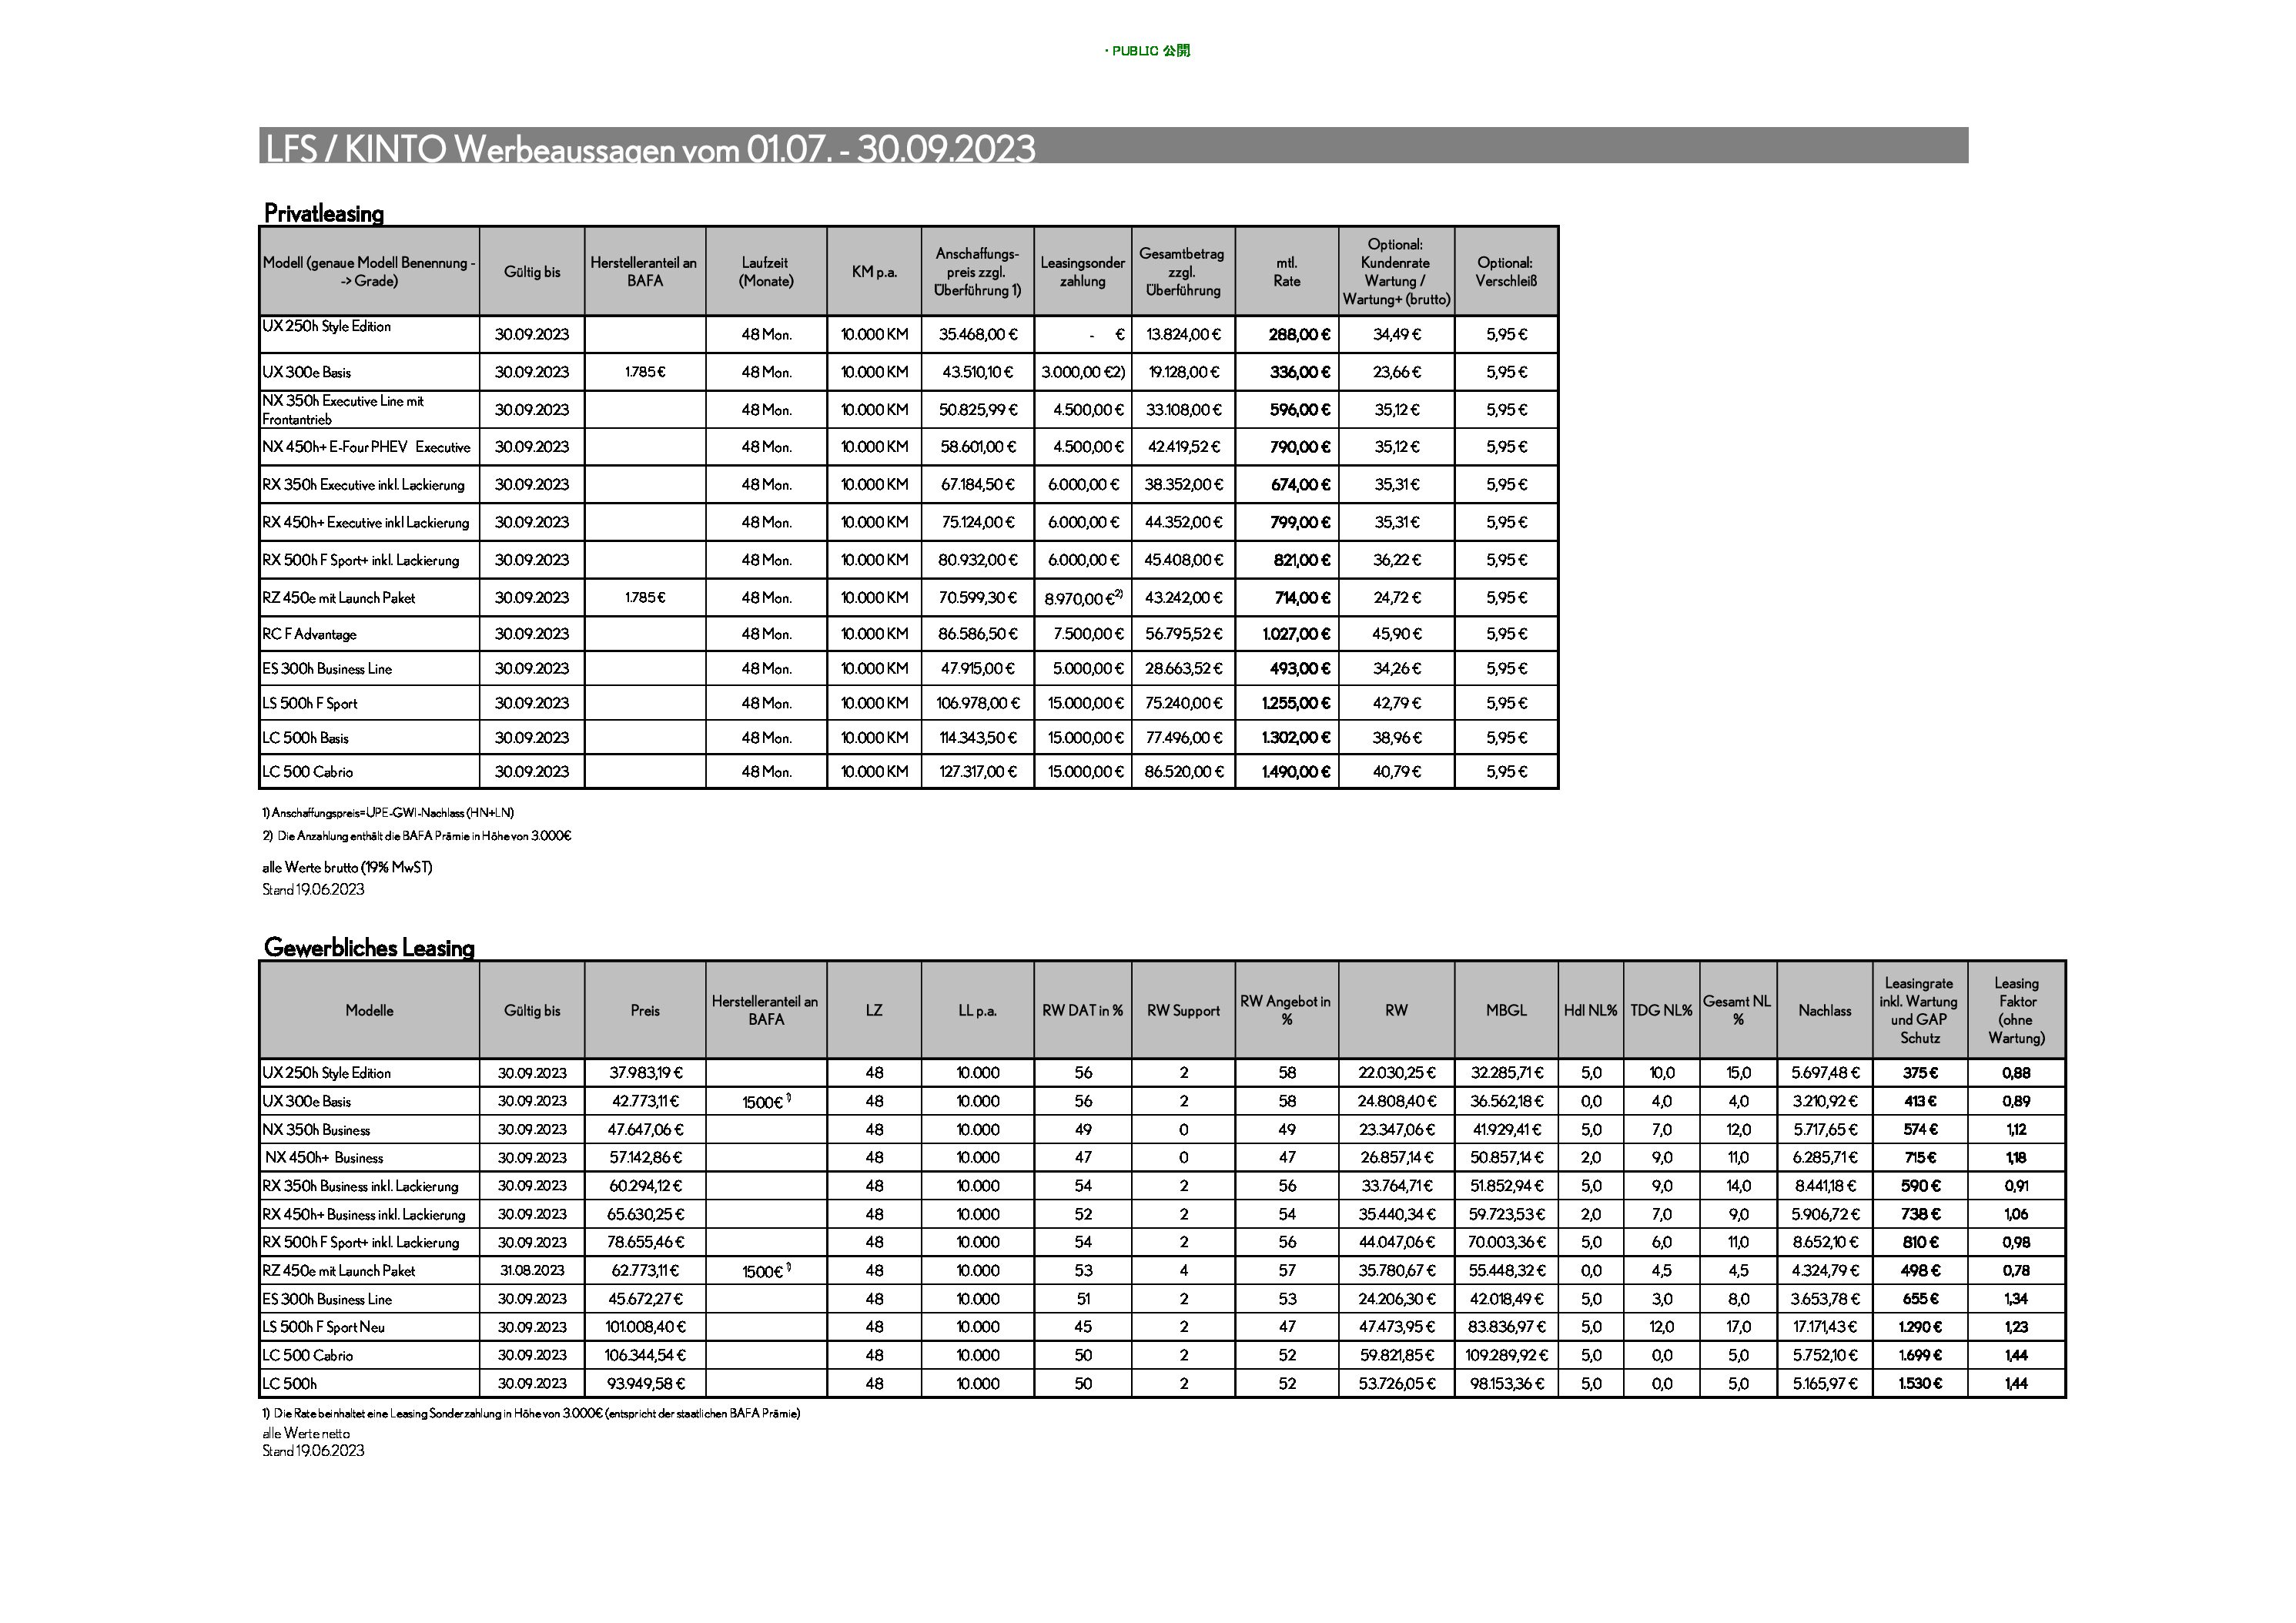 • PUBLIC 公開
LFS / KINTO Werbeaussagen vom 01.07. - 30.09.2023
Privatleasing
Modell (genaue Modell Benennung --> Grade) Gültig bis Herstelleranteil an BAFA Laufzeit (Monate) KM p.a. Anschaffungs-preis zzgl. Überführung 1) Leasingsonder zahlung Gesamtbetrag zzgl. Überführung mtl. Rate Optional: Kundenrate Wartung / Wartung+ (brutto) Optional: Verschleiß
UX 250h Style Edition 30.09.2023 48 Mon. 10.000 KM 35.468,00 € - € 13.824,00 € 288,00 € 34,49 € 5,95 €
UX 300e Basis 30.09.2023 1.785 € 48 Mon. 10.000 KM 43.510,10 € 3.000,00 €2) 19.128,00 € 336,00 € 23,66 € 5,95 €
NX 350h Executive Line mit Frontantrieb 30.09.2023 48 Mon. 10.000 KM 50.825,99 € 4.500,00 € 33.108,00 € 596,00 € 35,12 € 5,95 €
NX 450h+ E-Four PHEV Executive 30.09.2023 48 Mon. 10.000 KM 58.601,00 € 4.500,00 € 42.419,52 € 790,00 € 35,12 € 5,95 €
RX 350h Executive inkl. Lackierung 30.09.2023 48 Mon. 10.000 KM 67.184,50 € 6.000,00 € 38.352,00 € 674,00 € 35,31 € 5,95 €
RX 450h+ Executive inkl Lackierung 30.09.2023 48 Mon. 10.000 KM 75.124,00 € 6.000,00 € 44.352,00 € 799,00 € 35,31 € 5,95 €
RX 500h F Sport+ inkl. Lackierung 30.09.2023 48 Mon. 10.000 KM 80.932,00 € 6.000,00 € 45.408,00 € 821,00 € 36,22 € 5,95 €
RZ 450e mit Launch Paket 30.09.2023 1.785 € 48 Mon. 10.000 KM 70.599,30 € 8.970,00 €2) 43.242,00 € 714,00 € 24,72 € 5,95 €
RC F Advantage 30.09.2023 48 Mon. 10.000 KM 86.586,50 € 7.500,00 € 56.795,52 € 1.027,00 € 45,90 € 5,95 €
ES 300h Business Line 30.09.2023 48 Mon. 10.000 KM 47.915,00 € 5.000,00 € 28.663,52 € 493,00 € 34,26 € 5,95 €
LS 500h F Sport 30.09.2023 48 Mon. 10.000 KM 106.978,00 € 15.000,00 € 75.240,00 € 1.255,00 € 42,79 € 5,95 €
LC 500h Basis 30.09.2023 48 Mon. 10.000 KM 114.343,50 € 15.000,00 € 77.496,00 € 1.302,00 € 38,96 € 5,95 €
LC 500 Cabrio 30.09.2023 48 Mon. 10.000 KM 127.317,00 € 15.000,00 € 86.520,00 € 1.490,00 € 40,79 € 5,95 €
1) Anschaffungspreis=UPE-GWI-Nachlass (HN+LN)
2) Die Anzahlung enthält die BAFA Prämie in Höhe von 3.000€
alle Werte brutto (19% MwST)
Stand 19.06.2023
Gewerbliches Leasing
Modelle Gültig bis Preis Herstelleranteil an BAFA LZ LL p.a. RW DAT in % RW Support RW Angebot in % RW MBGL Hdl NL% TDG NL% Gesamt NL % Nachlass Leasingrate inkl. Wartung und GAP Schutz Leasing Faktor (ohne Wartung)
UX 250h Style Edition 30.09.2023 37.983,19 € 48 10.000 56 2 58 22.030,25 € 32.285,71 € 5,0 10,0 15,0 5.697,48 € 375 € 0,88
UX 300e Basis 30.09.2023 42.773,11 € 1500€ 1) 48 10.000 56 2 58 24.808,40 € 36.562,18 € 0,0 4,0 4,0 3.210,92 € 413 € 0,89
NX 350h Business 30.09.2023 47.647,06 € 48 10.000 49 0 49 23.347,06 € 41.929,41 € 5,0 7,0 12,0 5.717,65 € 574 € 1,12
NX 450h+ Business 30.09.2023 57.142,86 € 48 10.000 47 0 47 26.857,14 € 50.857,14 € 2,0 9,0 11,0 6.285,71 € 715 € 1,18
RX 350h Business inkl. Lackierung 30.09.2023 60.294,12 € 48 10.000 54 2 56 33.764,71 € 51.852,94 € 5,0 9,0 14,0 8.441,18 € 590 € 0,91
RX 450h+ Business inkl. Lackierung 30.09.2023 65.630,25 € 48 10.000 52 2 54 35.440,34 € 59.723,53 € 2,0 7,0 9,0 5.906,72 € 738 € 1,06
RX 500h F Sport+ inkl. Lackierung 30.09.2023 78.655,46 € 48 10.000 54 2 56 44.047,06 € 70.003,36 € 5,0 6,0 11,0 8.652,10 € 810 € 0,98
RZ 450e mit Launch Paket 31.08.2023 62.773,11 € 1500€ 1) 48 10.000 53 4 57 35.780,67 € 55.448,32 € 0,0 4,5 4,5 4.324,79 € 498 € 0,78
ES 300h Business Line 30.09.2023 45.672,27 € 48 10.000 51 2 53 24.206,30 € 42.018,49 € 5,0 3,0 8,0 3.653,78 € 655 € 1,34
LS 500h F Sport Neu 30.09.2023 101.008,40 € 48 10.000 45 2 47 47.473,95 € 83.836,97 € 5,0 12,0 17,0 17.171,43 € 1.290 € 1,23
LC 500 Cabrio 30.09.2023 106.344,54 € 48 10.000 50 2 52 59.821,85 € 109.289,92 € 5,0 0,0 5,0 5.752,10 € 1.699 € 1,44
LC 500h 30.09.2023 93.949,58 € 48 10.000 50 2 52 53.726,05 € 98.153,36 € 5,0 0,0 5,0 5.165,97 € 1.530 € 1,44
1) Die Rate beinhaltet eine Leasing Sonderzahlung in Höhe von 3.000€ (entspricht der staatlichen BAFA Prämie)
alle Werte netto
Stand 19.06.2023